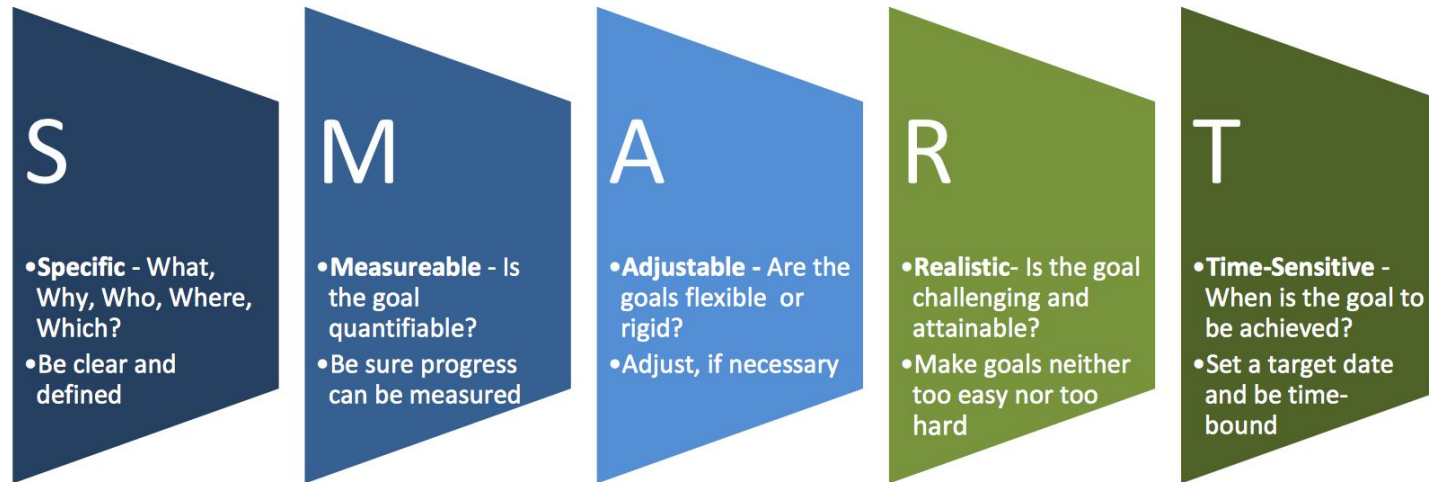 S
•Specific - What,
Why, Who, Where,
Which?
•Be clear and
defined
M
•Measureable - Is
the goal
quantifiable?
•Be sure progress
can be measured
A
•Adjustable - Are the
goals flexible or
rigid?
•Adjust, if necessary
R
•Realistic- Is the goal
challenging and
attainable?
•Make goals neither
too easy nor too
hard
T
•Time-Sensitive -
When is the goal to
be achieved?
•Set a target date
and be time-
bound